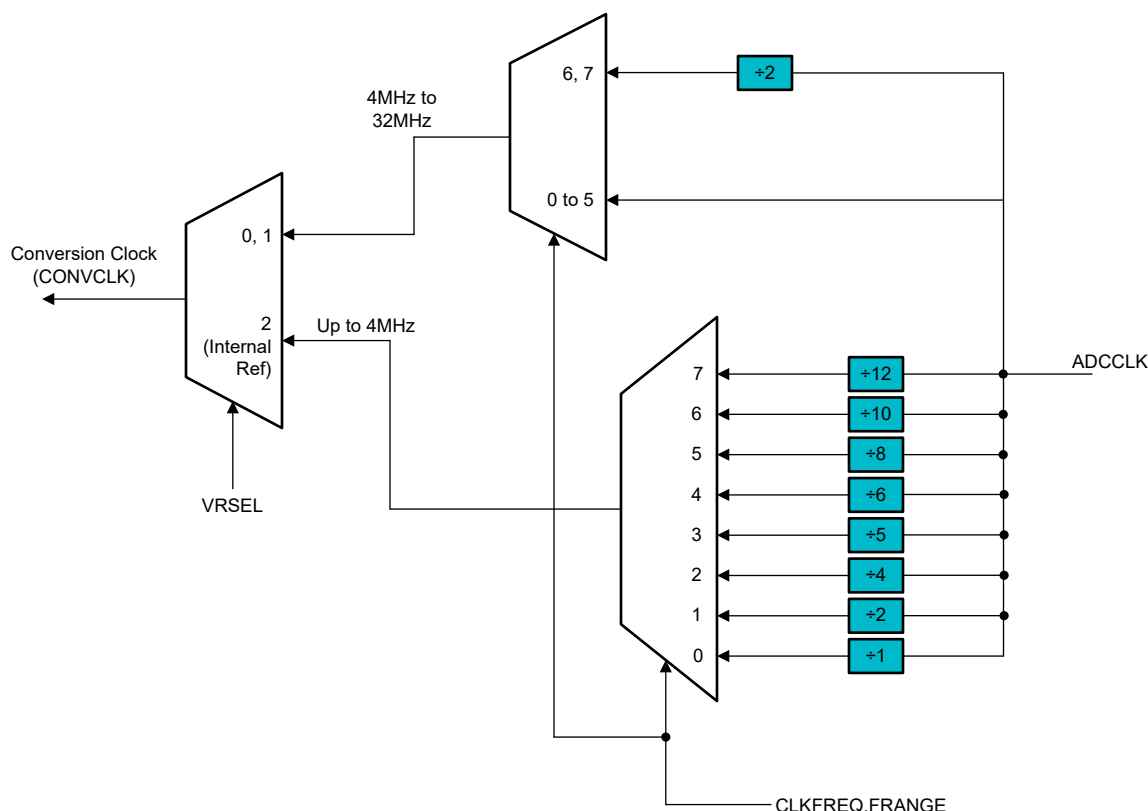 6, 7
÷2
4MHz to
32MHz
0 to 5
0, 1
Conversion Clock
(CONVCLK)
2
(Internal
Ref)
Up to 4MHz
VRSEL
7
÷12
ADCCLK
6
÷10
5
÷8
4
÷6
3
÷5
2
÷4
1
÷2
0
÷1
CLKFREQ.FRANGE